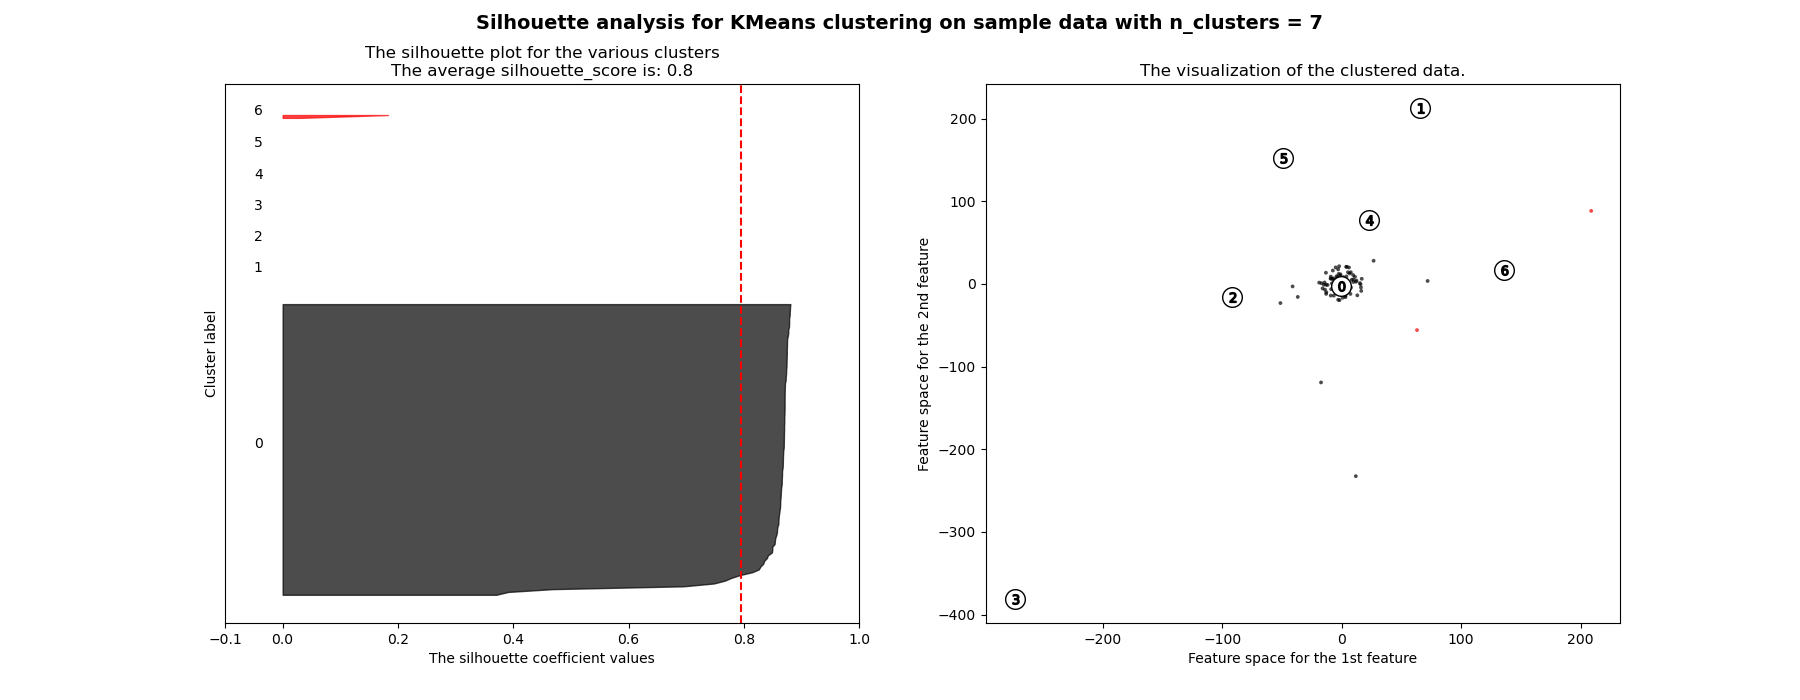 Silhouette analysis for KMeans clustering on sample data with n_clusters = 7
The silhouette plot for the various clusters
The average silhouette_score is: 0.8
6
5
4
3
2
1
0
Cluster label
−0.1 0.0 0.2 0.4 0.6 0.8 1.0
The silhouette coefficient values
The visualization of the clustered data.
200
100
0
−100
−200
−300
−400
Feature space for the 2nd feature
1
5
4
6
0
2
3
−200 −100 0 100 200
Feature space for the 1st feature